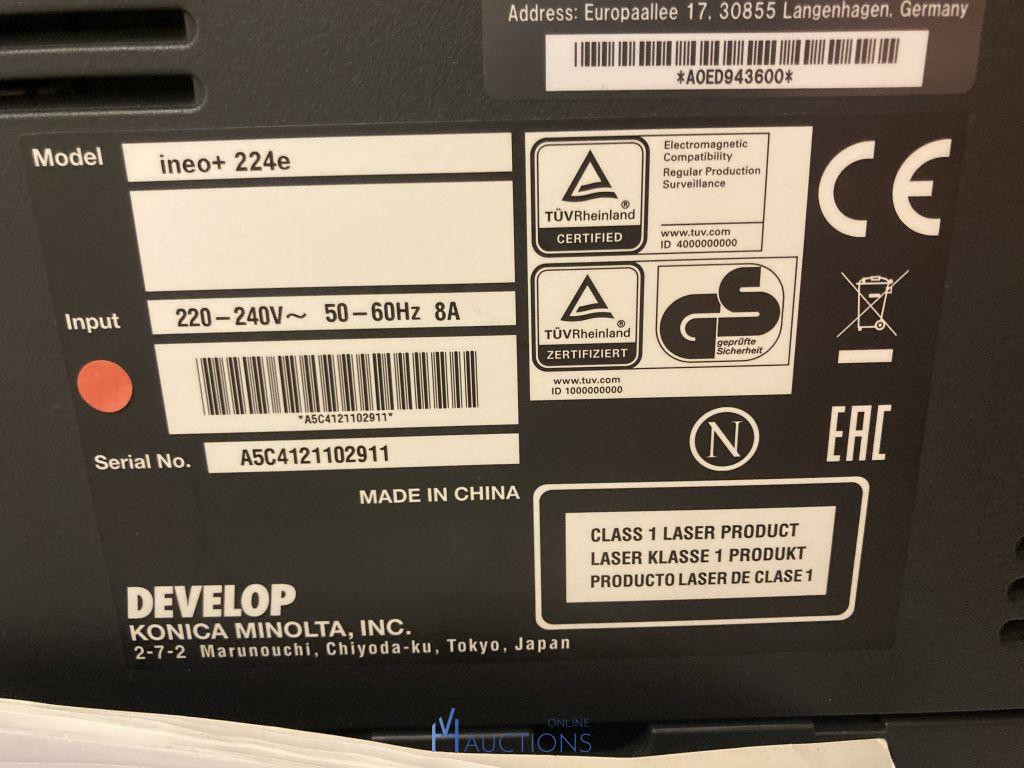 Address: Europaallee 17, 30855 Langenhagen, Germany
*A0ED943600*
Model
ineo+ 224e
Input
220-240V～ 50-60Hz 8A
*A5C4121102911*
Serial No.
A5C4121102911
MADE IN CHINA
DEVELOP
KONICA MINOLTA, INC.
2-7-2 Marunouchi, Chiyoda-ku, Tokyo, Japan
TÜVRheinland®
CERTIFIED
Electromagnetic
Compatibility
Regular Production
Surveillance
www.tuv.com
ID 4000000000
TÜVRheinland®
ZERTIFIZIERT
GS
geprüfte
Sicherheit
www.tuv.com
ID 1000000000
CE
N
EAC
CLASS 1 LASER PRODUCT
LASER KLASSE 1 PRODUKT
PRODUCTO LASER DE CLASE 1
HV
ONLINE
AUCTIONS